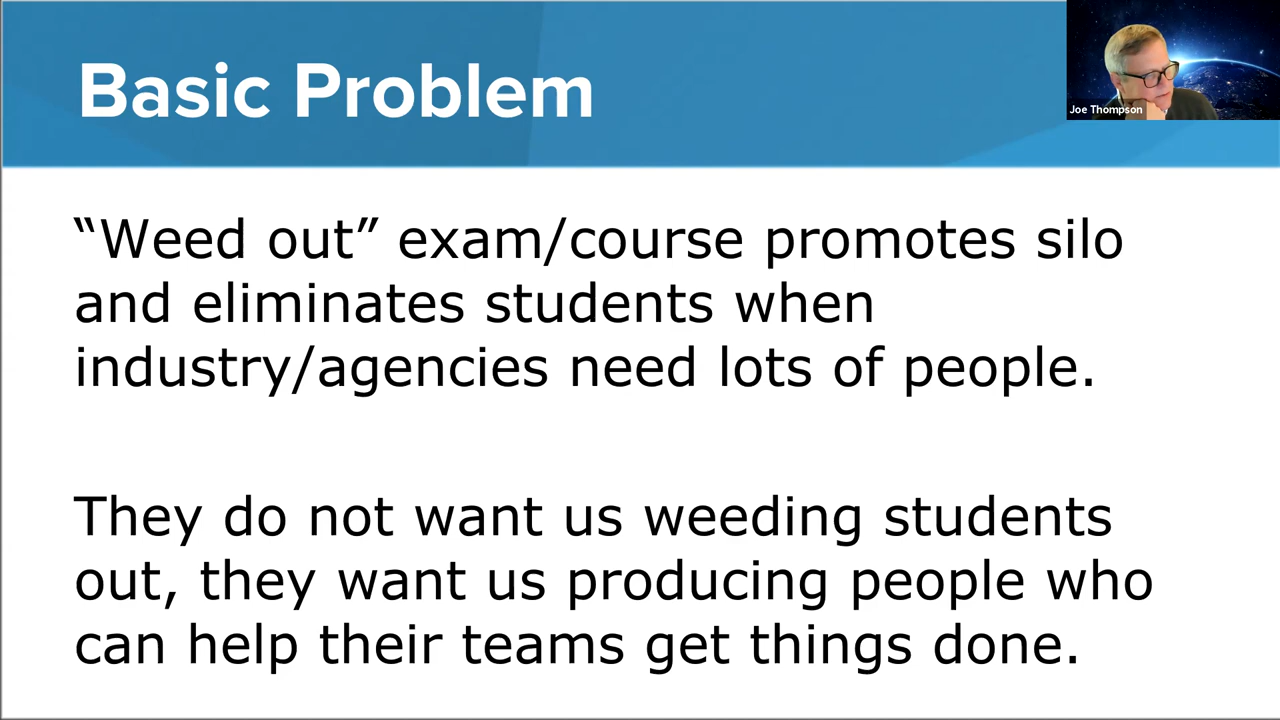 Basic Problem
Joe Thompson
“Weed out” exam/course promotes silo
and eliminates students when
industry/agencies need lots of people.
They do not want us weeding students
out, they want us producing people who
can help their teams get things done.